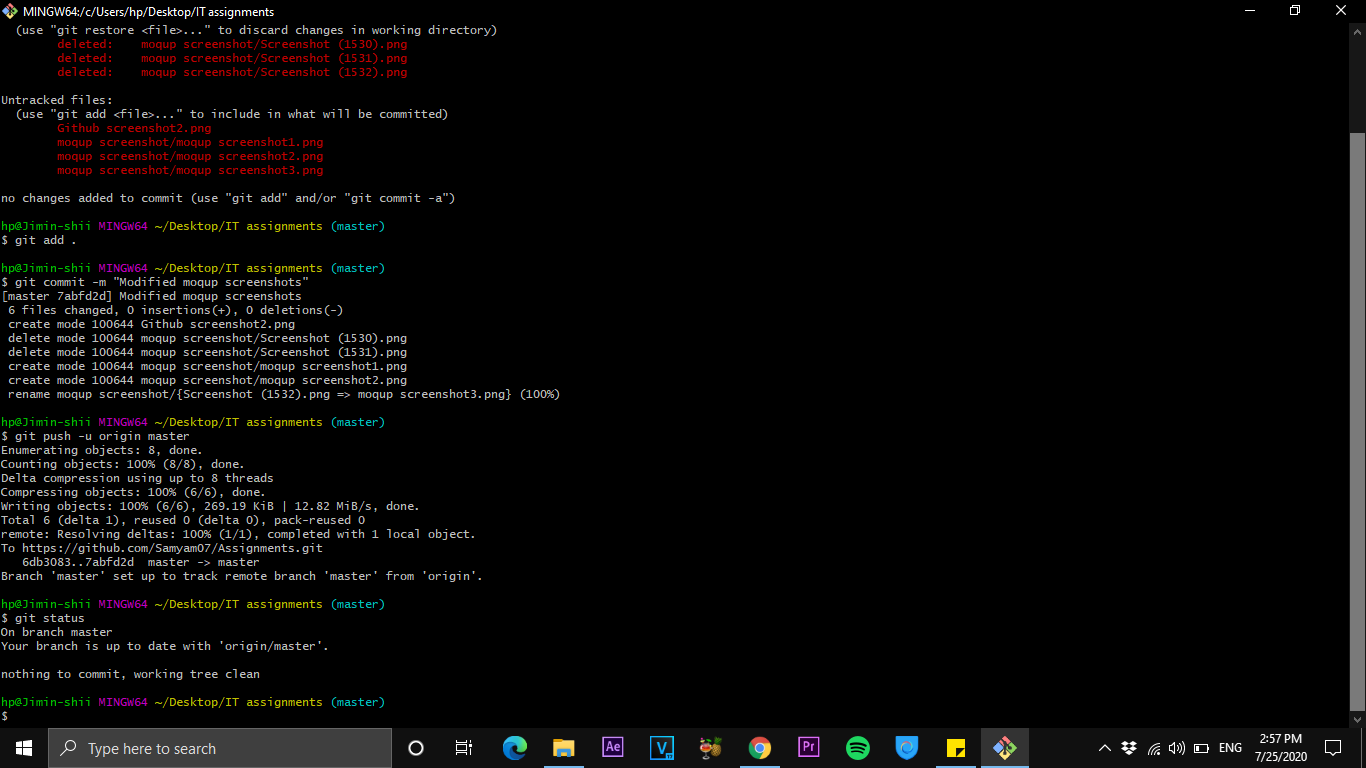 MINGW64:/c/Users/hp/Desktop/IT assignments
(use "git restore <file>..." to discard changes in working directory)
deleted:    moqup screenshot/Screenshot (1530).png
deleted:    moqup screenshot/Screenshot (1531).png
deleted:    moqup screenshot/Screenshot (1532).png
Untracked files:
(use "git add <file>..." to include in what will be committed)
Github screenshot2.png
moqup screenshot/moqup screenshot1.png
moqup screenshot/moqup screenshot2.png
moqup screenshot/moqup screenshot3.png
no changes added to commit (use "git add" and/or "git commit -a")
hp@Jimin-shii MINGW64 ~/Desktop/IT assignments (master)
$ git add .
hp@Jimin-shii MINGW64 ~/Desktop/IT assignments (master)
$ git commit -m "Modified moqup screenshots"
[master 7abfd2d] Modified moqup screenshots
6 files changed, 0 insertions(+), 0 deletions(-)
create mode 100644 Github screenshot2.png
delete mode 100644 moqup screenshot/Screenshot (1530).png
delete mode 100644 moqup screenshot/Screenshot (1531).png
create mode 100644 moqup screenshot/moqup screenshot1.png
create mode 100644 moqup screenshot/moqup screenshot2.png
rename moqup screenshot/{Screenshot (1532).png => moqup screenshot3.png} (100%)
hp@Jimin-shii MINGW64 ~/Desktop/IT assignments (master)
$ git push -u origin master
Enumerating objects: 8, done.
Counting objects: 100% (8/8), done.
Delta compression using up to 8 threads
Compressing objects: 100% (6/6), done.
Writing objects: 100% (6/6), 269.19 KiB | 12.82 MiB/s, done.
Total 6 (delta 1), reused 0 (delta 0), pack-reused 0
remote: Resolving deltas: 100% (1/1), completed with 1 local object.
To https://github.com/Samyam07/Assignments.git
6db3083..7abfd2d  master -> master
Branch 'master' set up to track remote branch 'master' from 'origin'.
hp@Jimin-shii MINGW64 ~/Desktop/IT assignments (master)
$ git status
On branch master
Your branch is up to date with 'origin/master'.
nothing to commit, working tree clean
hp@Jimin-shii MINGW64 ~/Desktop/IT assignments (master)
$
Type here to search
Ae
V
Pr
ENG
2:57 PM
7/25/2020